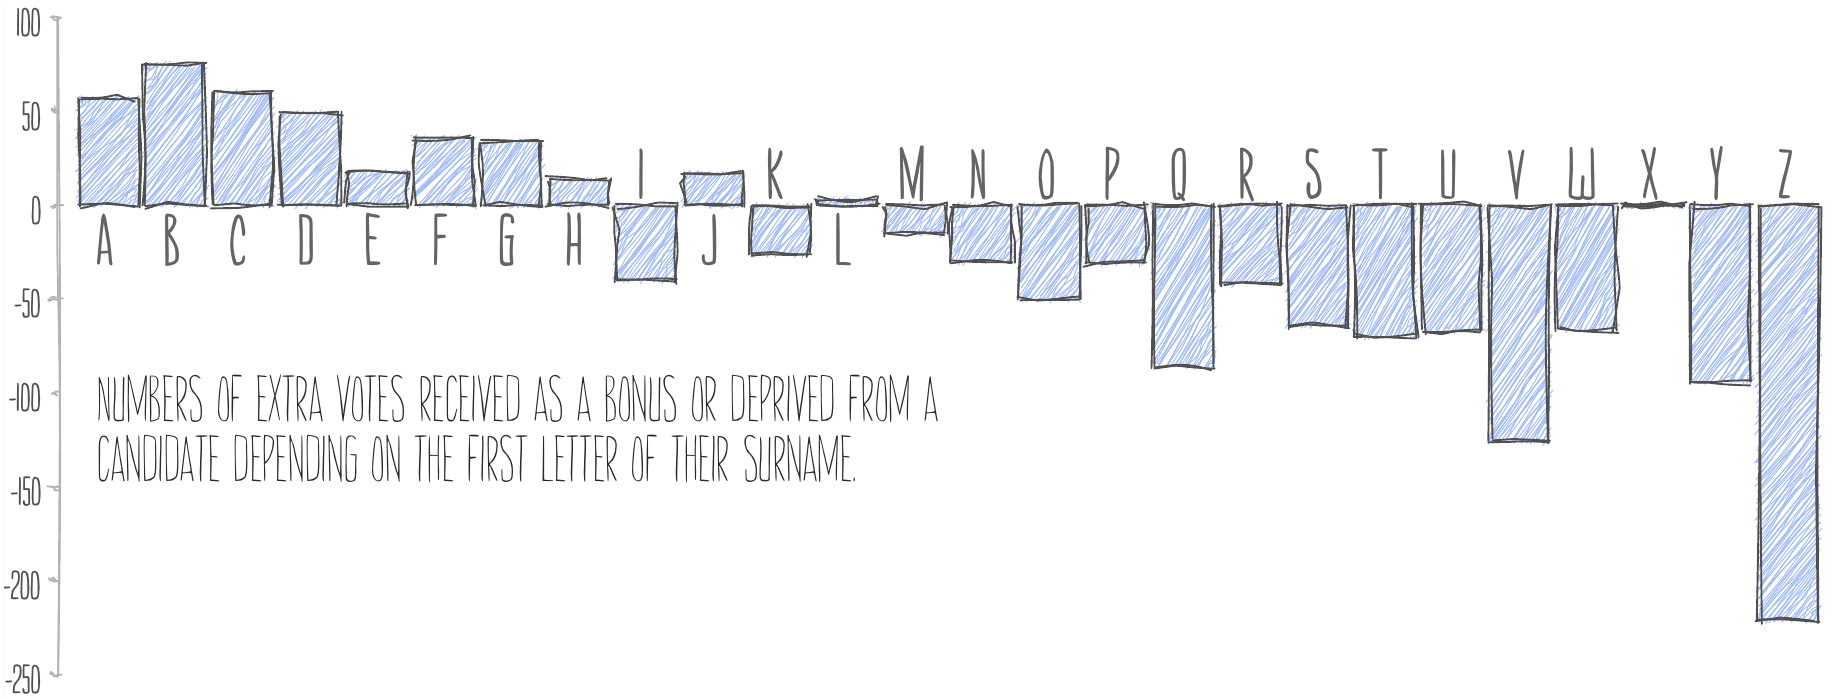 100
50
0
-50
-100
-150
-200
-250
I K M N O P Q R S T U V W X Y Z
A B C D E F G H J L
NUMBERS OF EXTRA VOTES RECEIVED AS A BONUS OR DEPRIVED FROM A
CANDIDATE DEPENDING ON THE FIRST LETTER OF THEIR SURNAME.